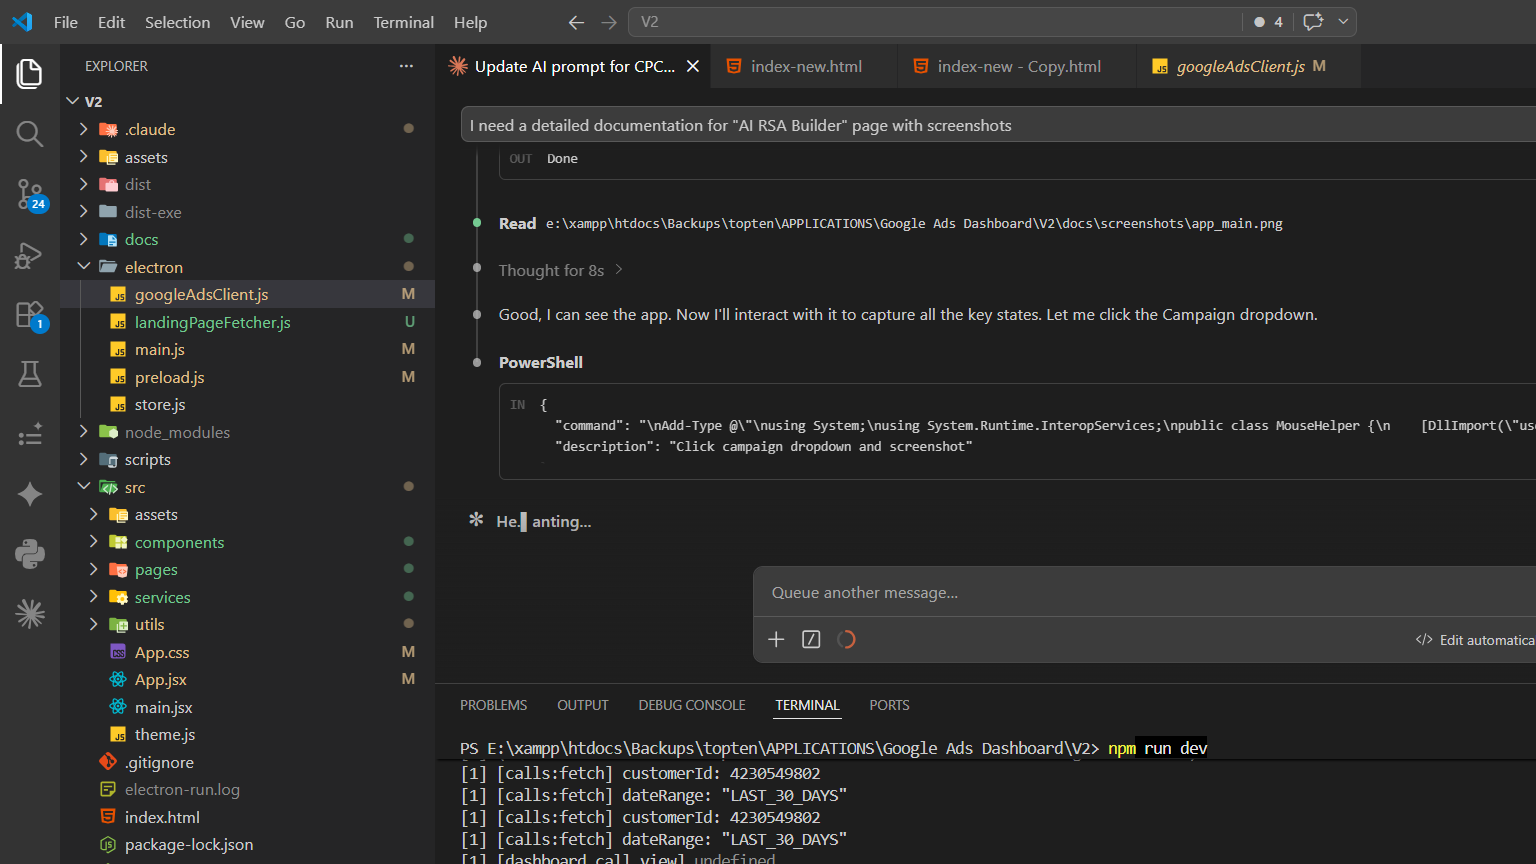 File Edit Selection View Go Run Terminal Help
V2
4
EXPLORER
V2
.claude
assets
dist
dist-exe
docs
electron
googleAdsClient.js M
landingPageFetcher.js U
main.js M
preload.js M
store.js
node_modules
scripts
src
assets
components
pages
services
utils
App.css M
App.jsx M
main.jsx
theme.js
.gitignore
electron-run.log
index.html
package-lock.json
24
1
Update AI prompt for CPC... index-new.html index-new - Copy.html googleAdsClient.js M
I need a detailed documentation for "AI RSA Builder" page with screenshots
OUT Done
Read e:\xampp\htdocs\Backups\topten\APPLICATIONS\Google Ads Dashboard\V2\docs\screenshots\app_main.png
Thought for 8s
Good, I can see the app. Now I'll interact with it to capture all the key states. Let me click the Campaign dropdown.
PowerShell
IN {
"command": "\nAdd-Type @\"\nusing System;\nusing System.Runtime.InteropServices;\npublic class MouseHelper {\n [DllImport(\"us
"description": "Click campaign dropdown and screenshot"
He. anting...
Queue another message...
Edit automatica
PROBLEMS OUTPUT DEBUG CONSOLE TERMINAL PORTS
PS E:\xampp\htdocs\Backups\topten\APPLICATIONS\Google Ads Dashboard\V2> npm run dev
[1] [calls:fetch] customerId: 4230549802
[1] [calls:fetch] dateRange: "LAST_30_DAYS"
[1] [calls:fetch] customerId: 4230549802
[1] [calls:fetch] dateRange: "LAST_30_DAYS"
[1] [dashboard call view] undefined